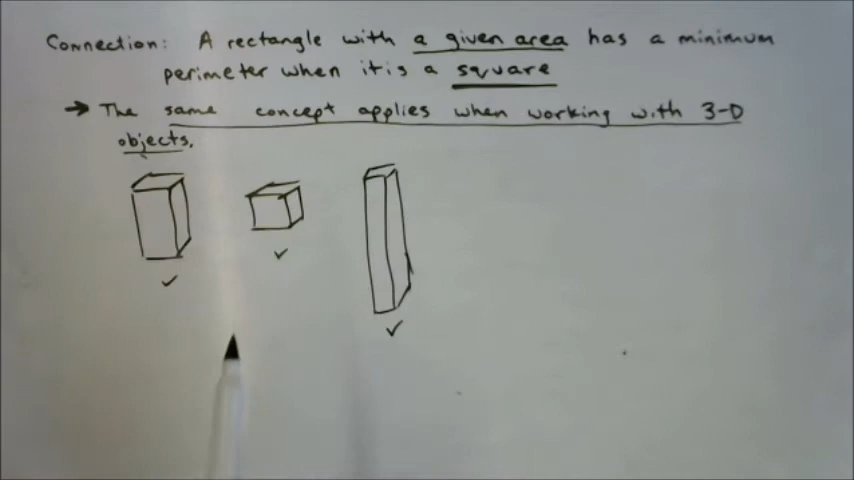 Connection: A rectangle with a given area has a minimum
perimeter when it is a square
→ The same concept applies when working with 3-D
objects.